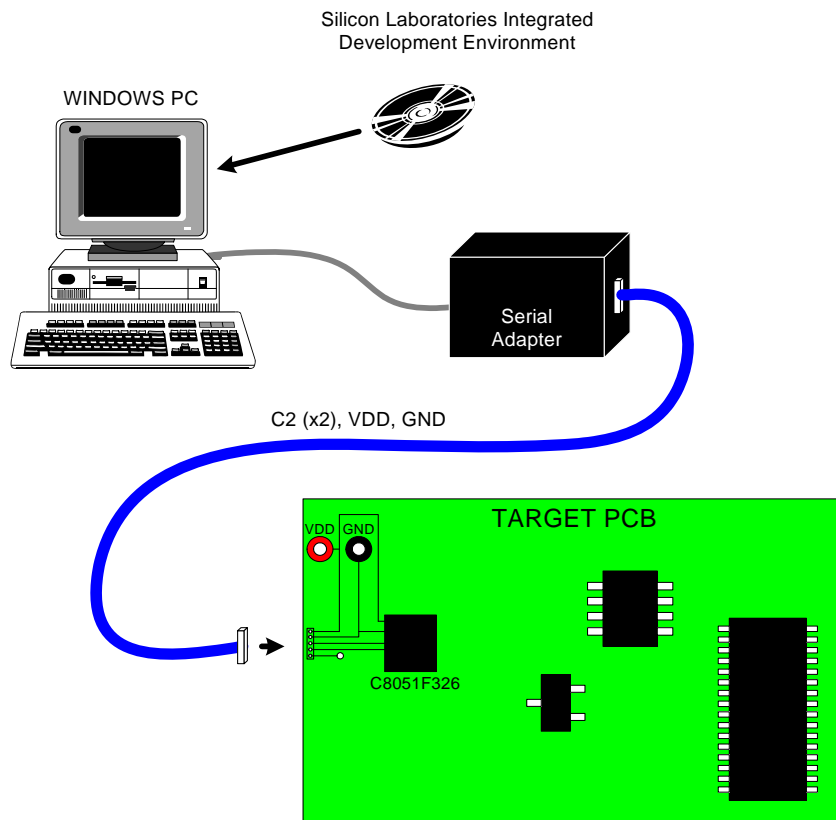 Silicon Laboratories Integrated
Development Environment
WINDOWS PC
Serial
Adapter
C2 (x2), VDD, GND
TARGET PCB
VDD GND
C8051F326